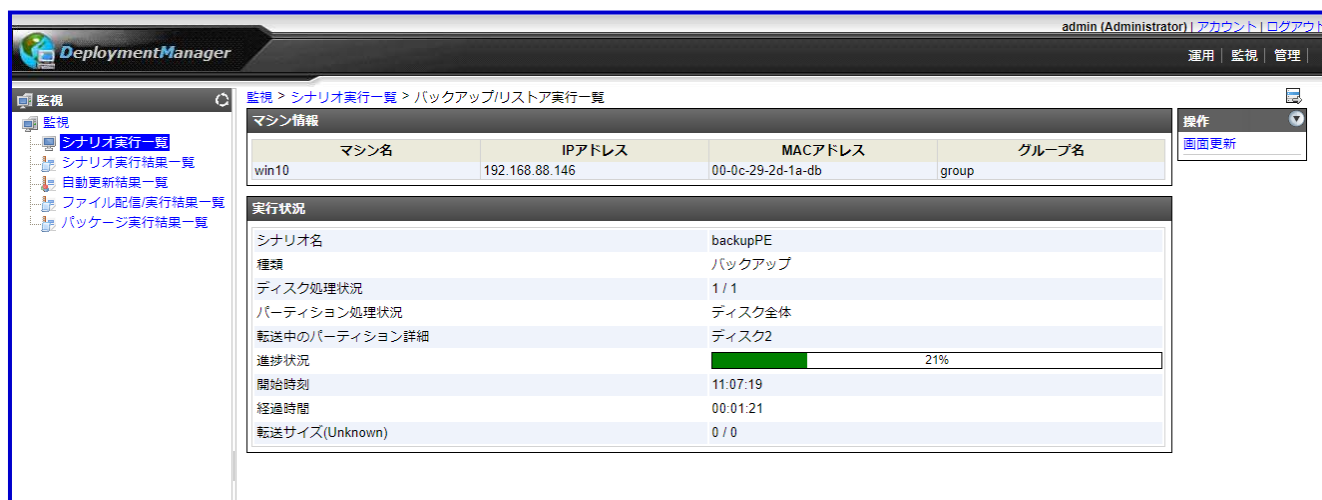 admin (Administrator) | アカウント | ログアウト
DeploymentManager
運用 | 監視 | 管理 |
監視
監視
シナリオ実行一覧
シナリオ実行結果一覧
自動更新結果一覧
ファイル配信/実行結果一覧
パッケージ実行結果一覧
監視 > シナリオ実行一覧 > バックアップ/リストア実行一覧
マシン情報
マシン名 IPアドレス MACアドレス グループ名
win10 192.168.88.146 00-0c-29-2d-1a-db group
実行状況
シナリオ名 backupPE
種類 バックアップ
ディスク処理状況 1 / 1
パーティション処理状況 ディスク全体
転送中のパーティション詳細 ディスク2
進捗状況 21%
開始時刻 11:07:19
経過時間 00:01:21
転送サイズ(Unknown) 0 / 0
操作
画面更新